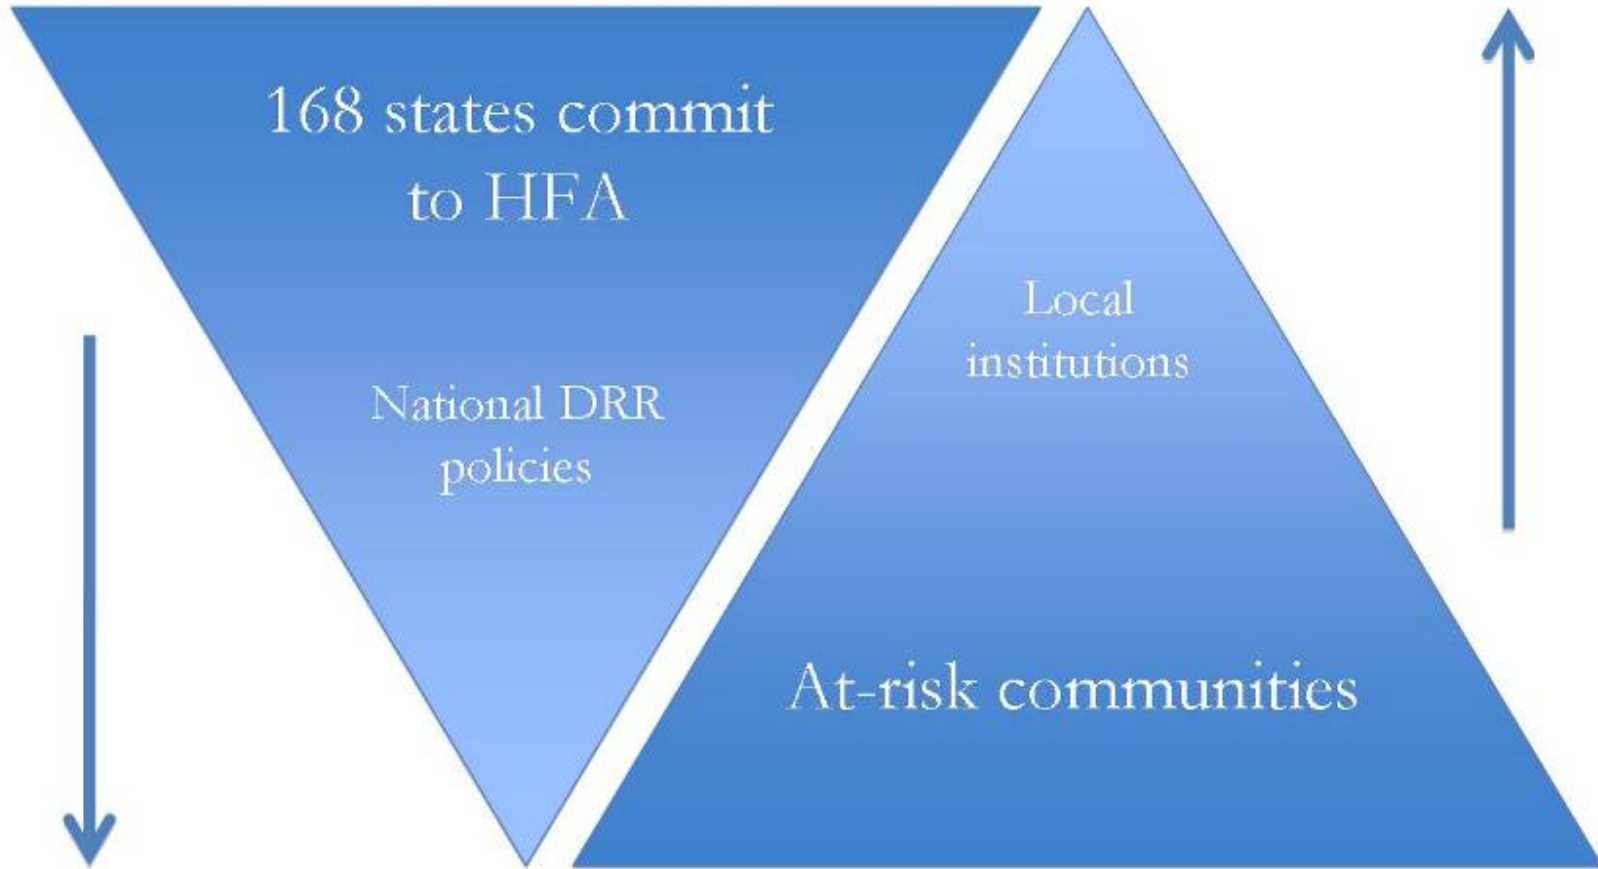 168 states commit
to HFA
National DRR
policies
Local
institutions
At-risk communities